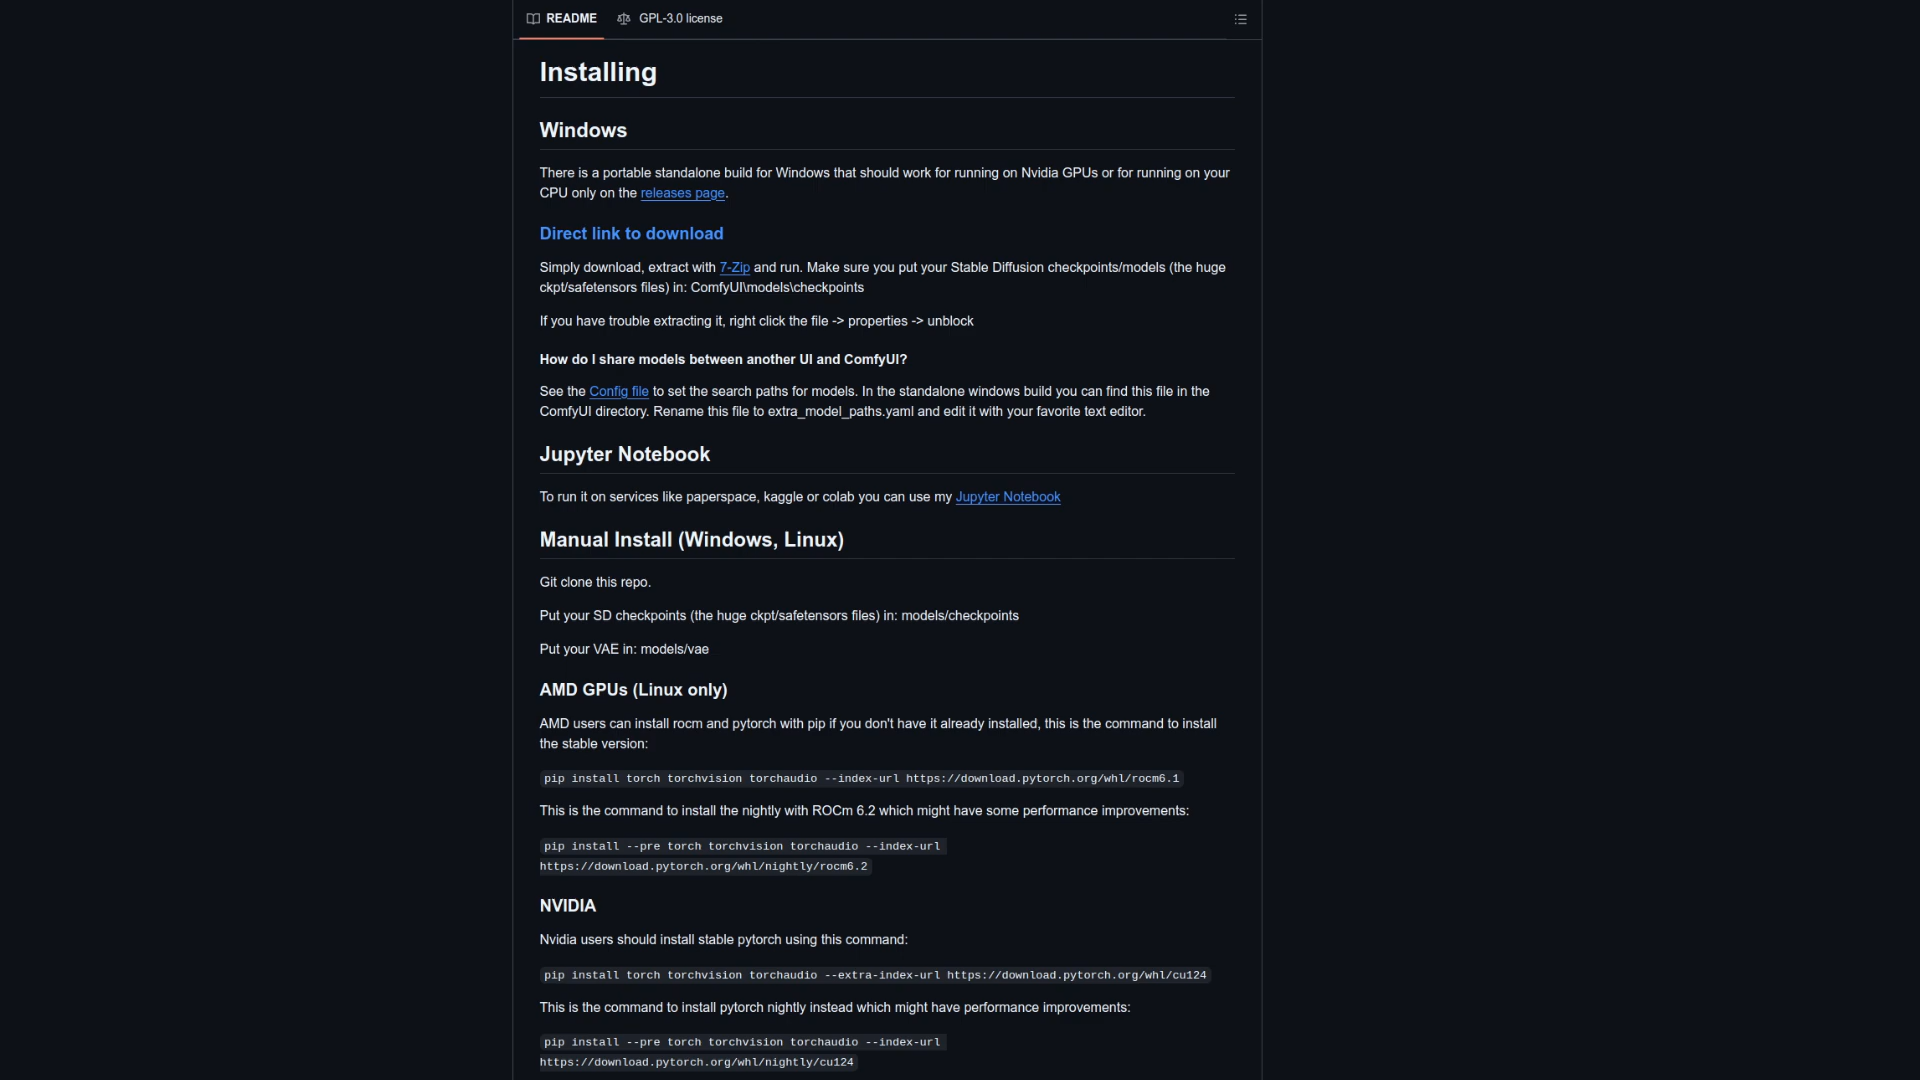 README
GPL-3.0 license
Installing
Windows
There is a portable standalone build for Windows that should work for running on Nvidia GPUs or for running on your
CPU only on the releases page.
Direct link to download
Simply download, extract with 7-Zip and run. Make sure you put your Stable Diffusion checkpoints/models (the huge
ckpt/safetensors files) in: ComfyUI\models\checkpoints
If you have trouble extracting it, right click the file -> properties -> unblock
How do I share models between another UI and ComfyUI?
See the Config file to set the search paths for models. In the standalone windows build you can find this file in the
ComfyUI directory. Rename this file to extra_model_paths.yaml and edit it with your favorite text editor.
Jupyter Notebook
To run it on services like paperspace, kaggle or colab you can use my Jupyter Notebook
Manual Install (Windows, Linux)
Git clone this repo.
Put your SD checkpoints (the huge ckpt/safetensors files) in: models/checkpoints
Put your VAE in: models/vae
AMD GPUs (Linux only)
AMD users can install rocm and pytorch with pip if you don't have it already installed, this is the command to install
the stable version:
pip install torch torchvision torchaudio --index-url https://download.pytorch.org/whl/rocm6.1
This is the command to install the nightly with ROCm 6.2 which might have some performance improvements:
pip install --pre torch torchvision torchaudio --index-url
https://download.pytorch.org/whl/nightly/rocm6.2
NVIDIA
Nvidia users should install stable pytorch using this command:
pip install torch torchvision torchaudio --extra-index-url https://download.pytorch.org/whl/cu124
This is the command to install pytorch nightly instead which might have performance improvements:
pip install --pre torch torchvision torchaudio --index-url
https://download.pytorch.org/whl/nightly/cu124